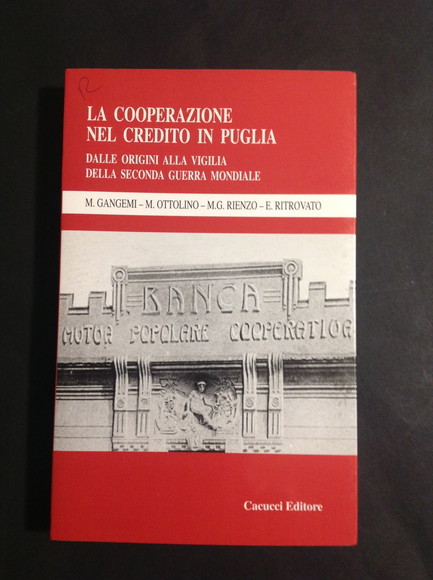 LA COOPERAZIONE
NEL CREDITO IN PUGLIA
DALLE ORIGINI ALLA VIGILIA
DELLA SECONDA GUERRA MONDIALE
M. GANGEMI – M. OTTOLINO – M.G. RIENZO – E. RITROVATO
BANCA
MUTUA POPOLARE COOPERATIVA
Cacucci Editore